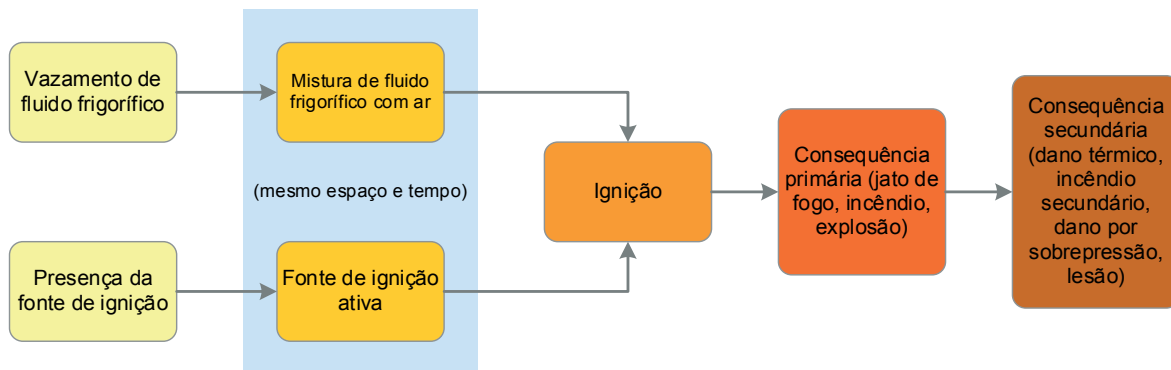 Vazamento de
fluido frigorífico
Mistura de fluido
frigorífico com ar
(mesmo espaço e tempo)
Presença da
fonte de ignição
Fonte de ignição
ativa
Ignição
Consequência
primária (jato de
fogo, incêndio,
explosão)
Consequência
secundária
(dano térmico,
incêndio
secundário,
dano por
sobrepressão,
lesão)